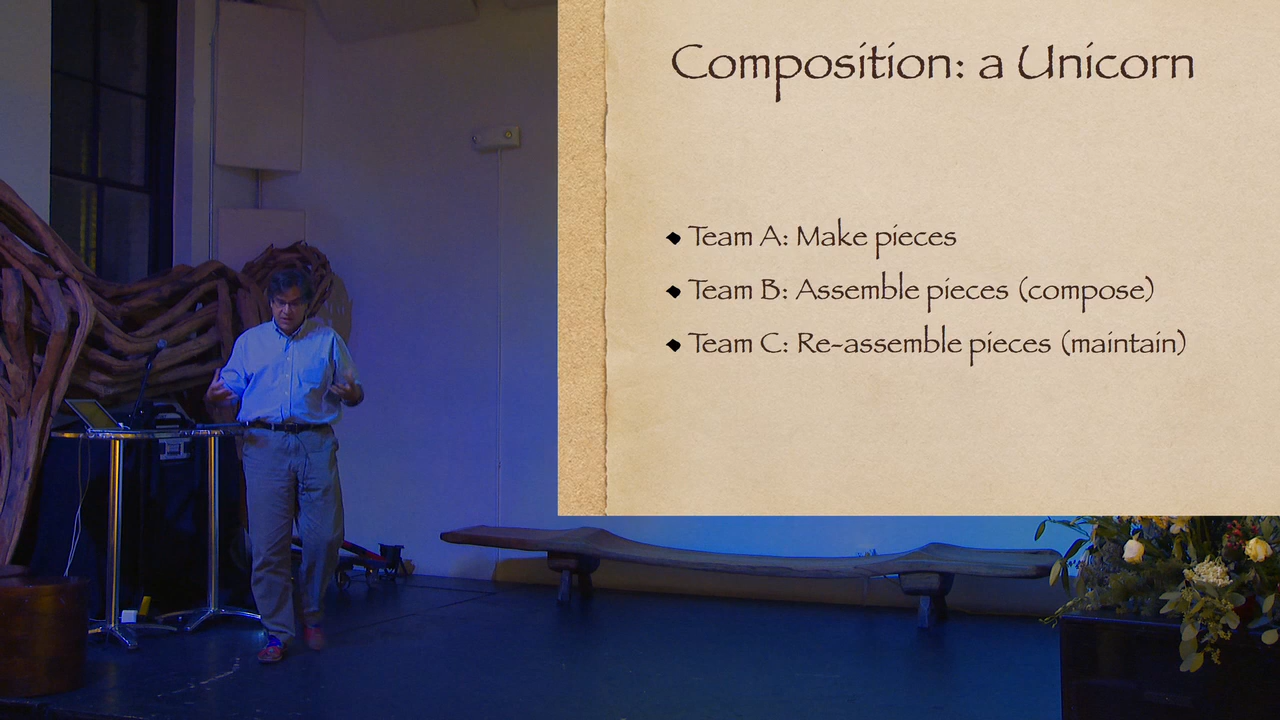 Composition: a Unicorn
Team A: Make pieces
Team B: Assemble pieces (compose)
Team C: Re-assemble pieces (maintain)